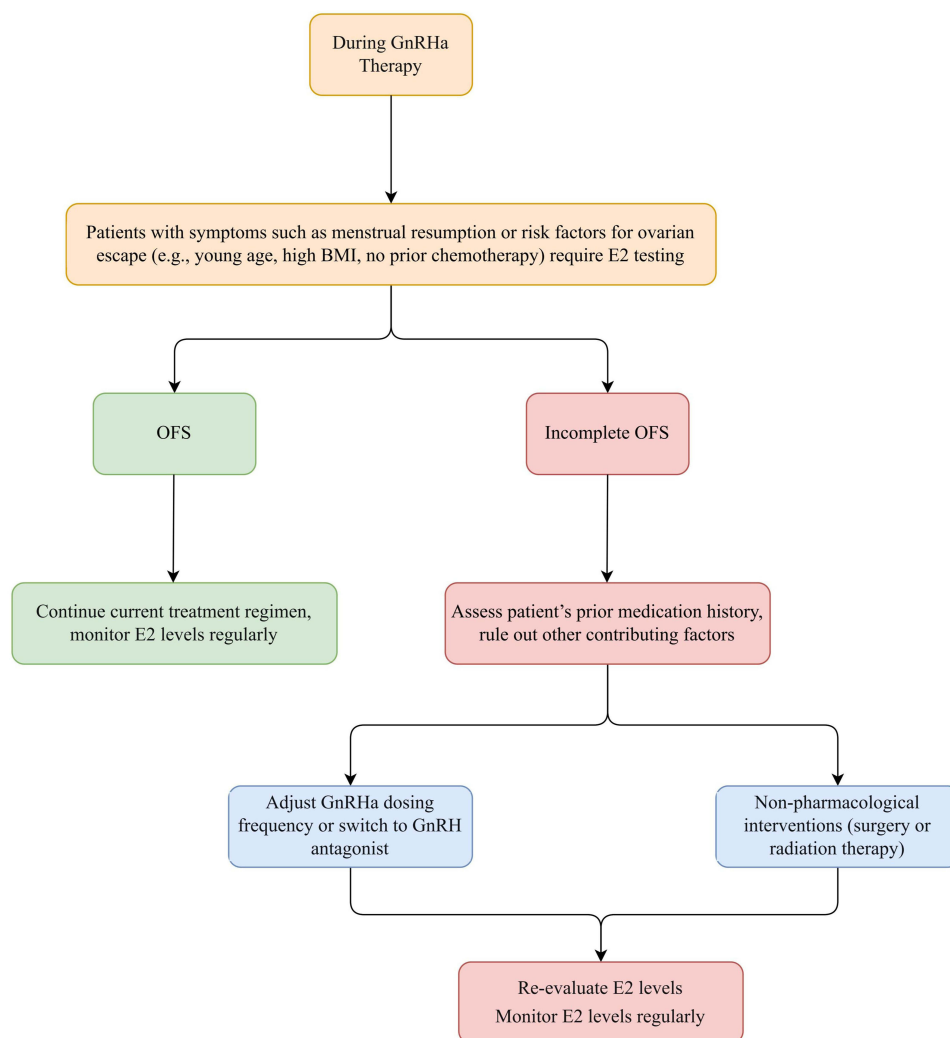 During GnRHa
Therapy
Patients with symptoms such as menstrual resumption or risk factors for ovarian
escape (e.g., young age, high BMI, no prior chemotherapy) require E2 testing
OFS
Incomplete OFS
Continue current treatment regimen,
monitor E2 levels regularly
Assess patient’s prior medication history,
rule out other contributing factors
Adjust GnRHa dosing
frequency or switch to GnRH
antagonist
Non-pharmacological
interventions (surgery or
radiation therapy)
Re-evaluate E2 levels
Monitor E2 levels regularly